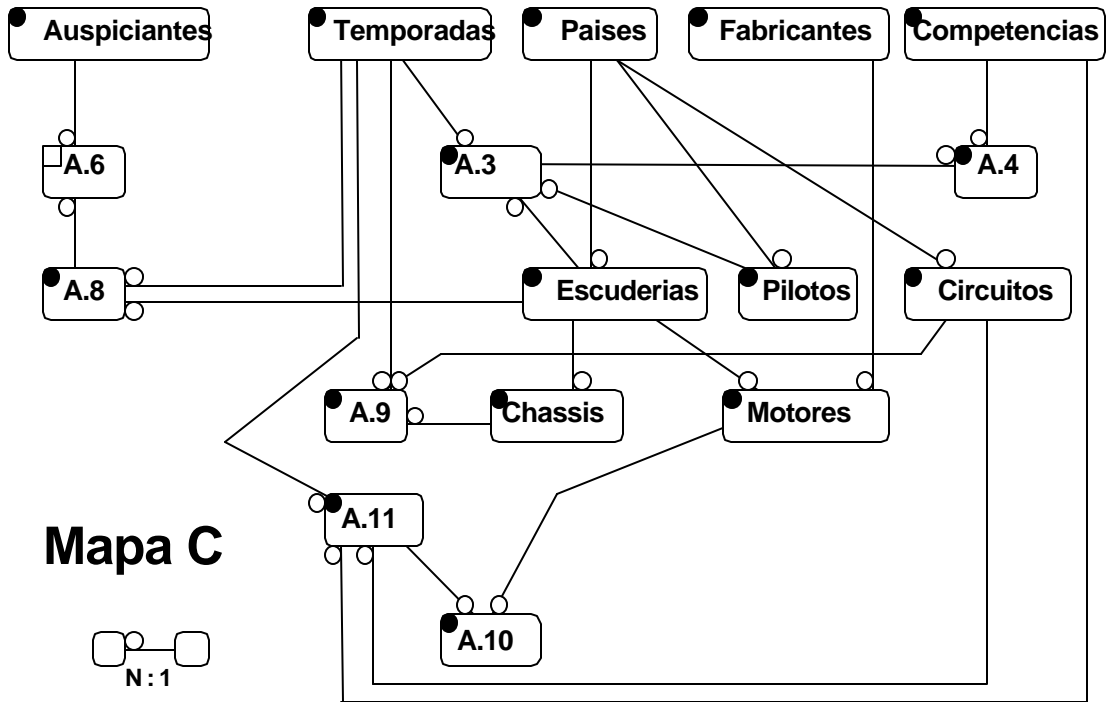 Auspiciantes
Temporadas
Paises
Fabricantes
Competencias
A.6
A.3
A.4
A.8
Escuderias
Pilotos
Circuitos
A.9
Chassis
Motores
A.11
Mapa C
A.10
N : 1